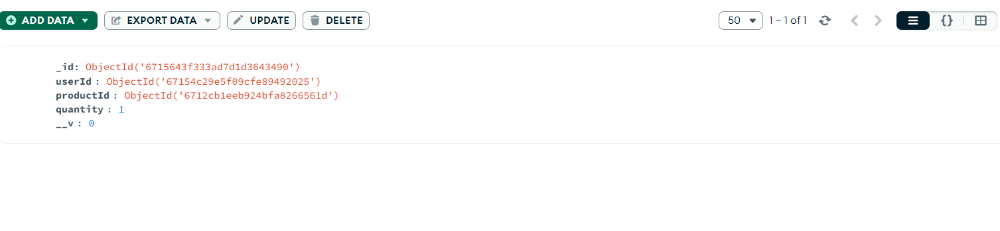 ADD DATA EXPORT DATA UPDATE DELETE 50 1 – 1 of 1 {}
_id: ObjectId('6715643f333ad7d1d3643490')
userId : ObjectId('67154c29e5f09cfe89492025')
productId : ObjectId('6712cb1eeb924bfa8266561d')
quantity : 1
__v : 0